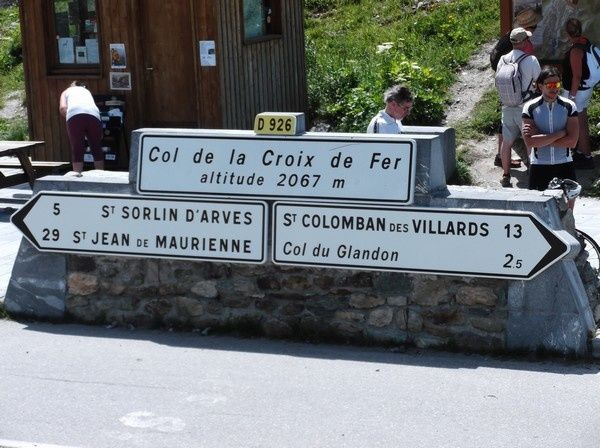 D 926
Col de la Croix de Fer
altitude 2067 m
5 ST SORLIN D'ARVES
29 ST JEAN DE MAURIENNE
ST COLOMBAN DES VILLARDS 13
Col du Glandon 2.5